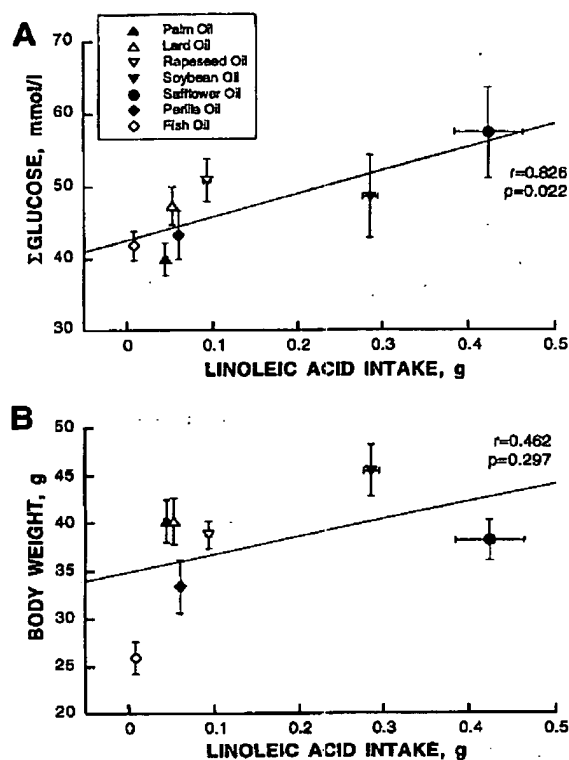 A
Palm Oil
Lard Oil
Rapeseed Oil
Soybean Oil
Safflower Oil
Perilla Oil
Fish Oil
ΣGLUCOSE, mmol/l
70
60
50
40
30
r=0.826
p=0.022
0
0.1
0.2
0.3
0.4
0.5
LINOLEIC ACID INTAKE, g
B
BODY WEIGHT, g
50
45
40
35
30
25
20
r=0.462
p=0.297
0
0.1
0.2
0.3
0.4
0.5
LINOLEIC ACID INTAKE, g